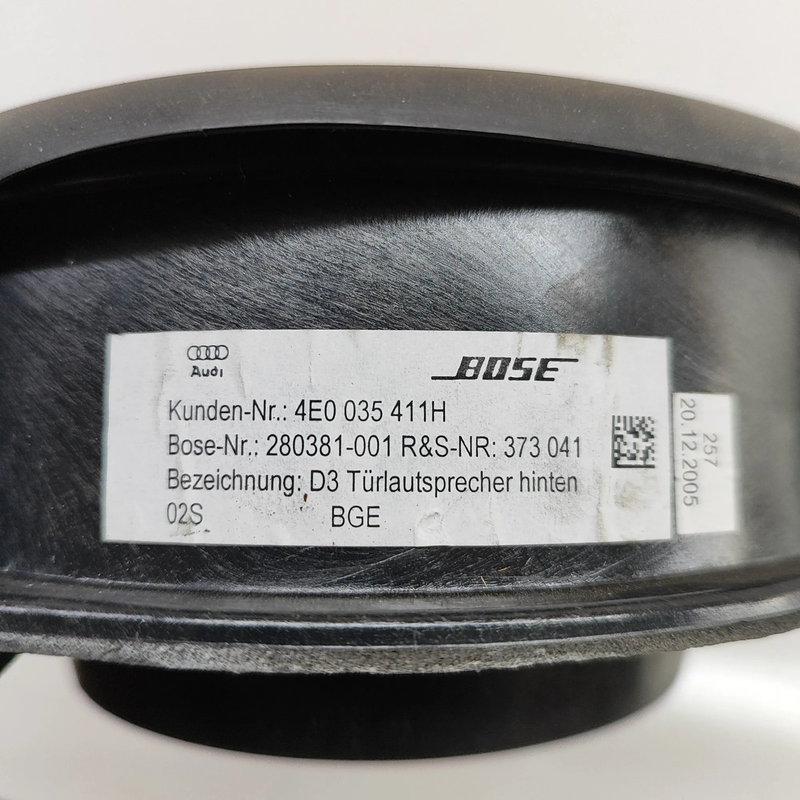 Audi
BOSE
Kunden-Nr.: 4E0 035 411H
Bose-Nr.: 280381-001 R&S-NR: 373 041
Bezeichnung: D3 Türlautsprecher hinten
02S BGE
257
20.12.2005